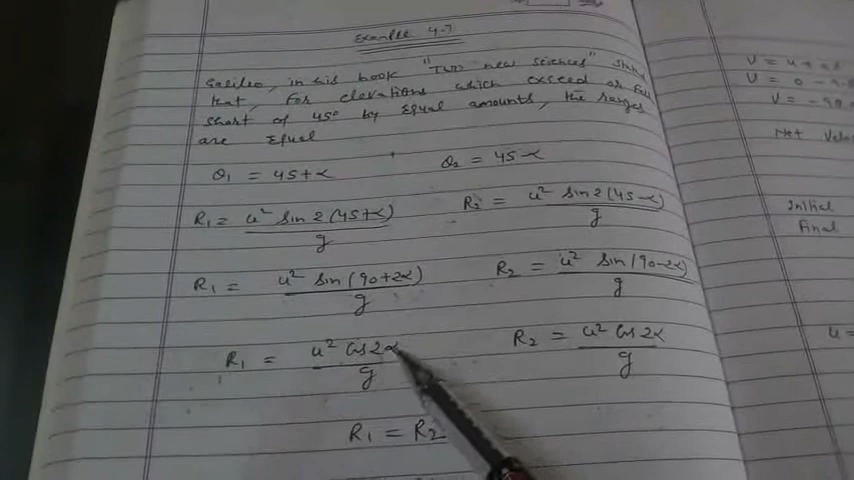 Example 4.7
Galileo, in his book "Two new sciences" stated
that, for elevations which exceed or fall
short of 45° by equal amounts, the ranges
are equal
θ₁ = 45+α
θ₂ = 45-α
R₁ = u² sin 2 (45+α) / g
R₂ = u² sin 2 (45-α) / g
R₁ = u² sin (90+2α) / g
R₂ = u² sin (90-2α) / g
R₁ = u² cos 2α / g
R₂ = u² cos 2α / g
R₁ = R₂
V = u +
V = 0 -
V = -
Net
Initial
Final
u =